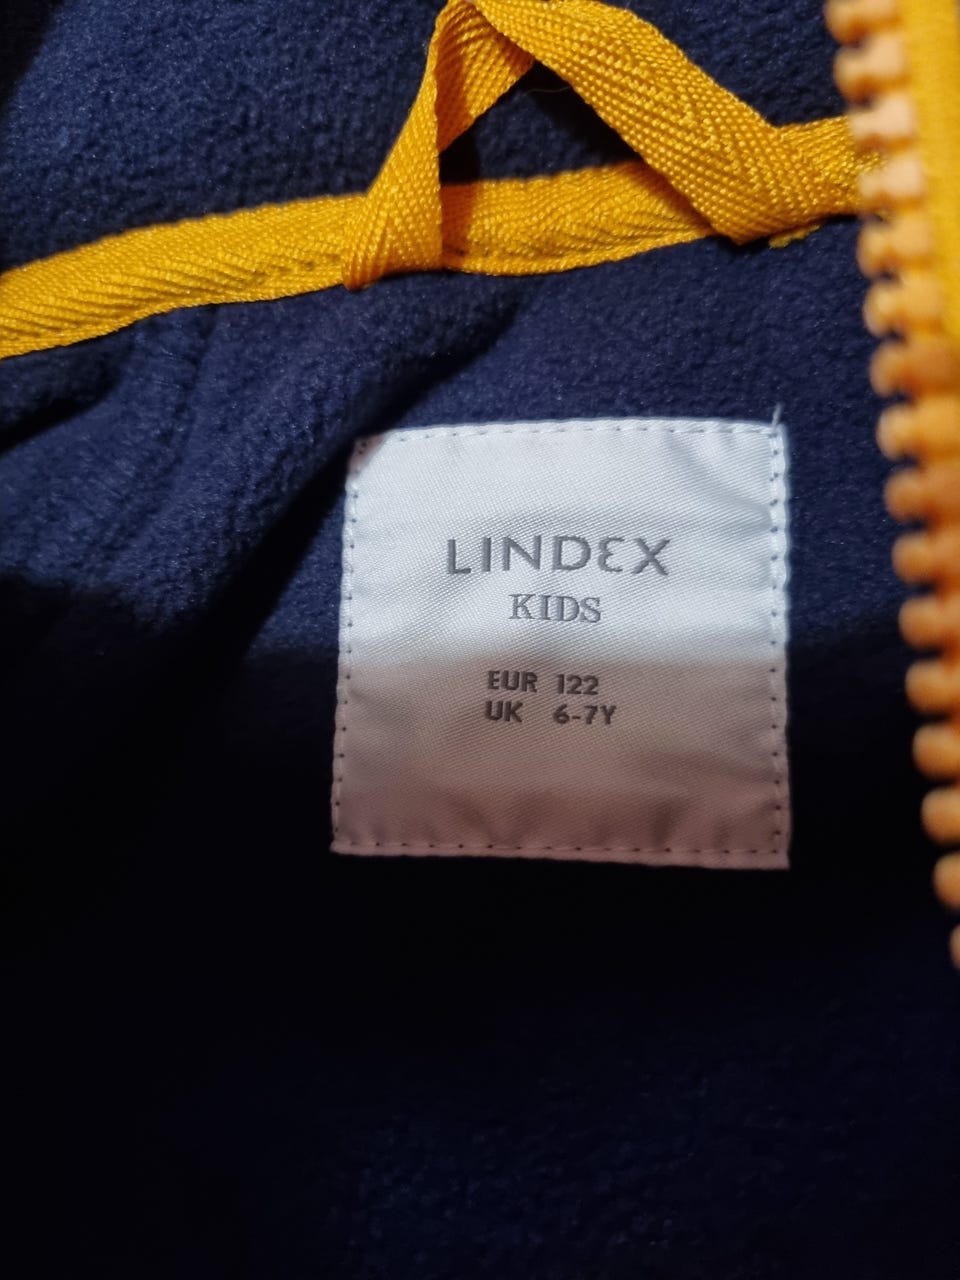 LINDEX
KIDS
EUR 122
UK 6-7Y